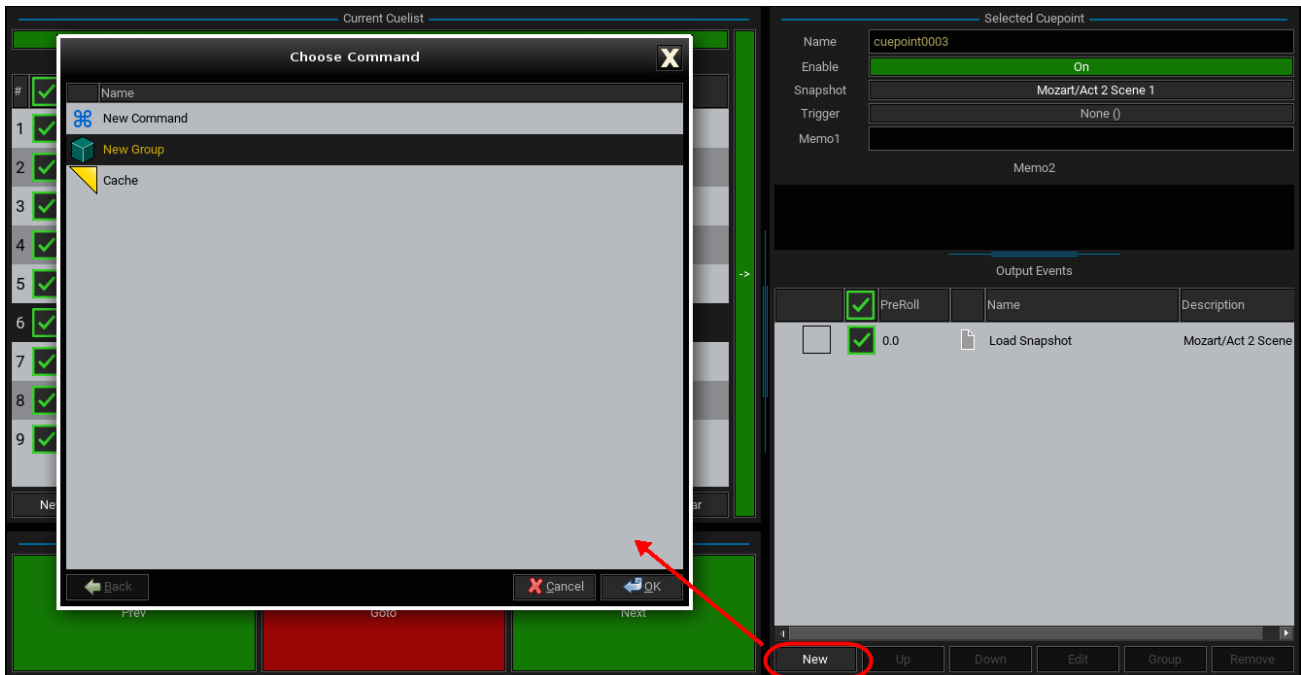 Current Cuelist
Choose Command
X
#
Name
New Command
New Group
Cache
1
2
3
4
5
6
7
8
9
->
Ne
ar
Back
Cancel
OK
Prev
Goto
Next
Selected Cuepoint
Name cuepoint0003
Enable On
Snapshot Mozart/Act 2 Scene 1
Trigger None ()
Memo1
Memo2
Output Events
PreRoll Name Description
0.0 Load Snapshot Mozart/Act 2 Scene
New Up Down Edit Group Remove